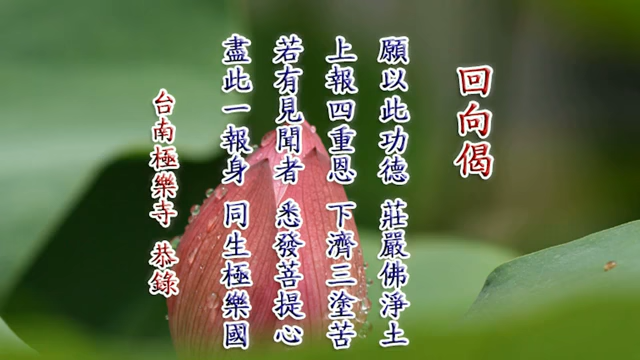 回向偈
願以此功德 莊嚴佛淨土
上報四重恩 下濟三塗苦
若有見聞者 悉發菩提心
盡此一報身 同生極樂國
台南極樂寺 恭錄